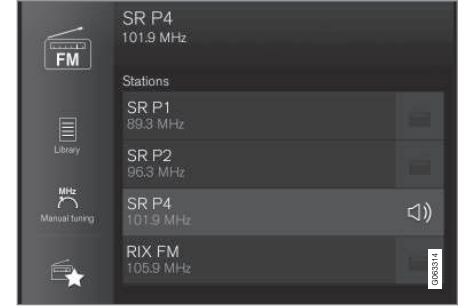 SR P4
101.9 MHz
FM
Stations
SR P1
89.3 MHz
Library
SR P2
96.3 MHz
MHz
Manual tuning
SR P4
101.9 MHz
RIX FM
105.9 MHz
G063314